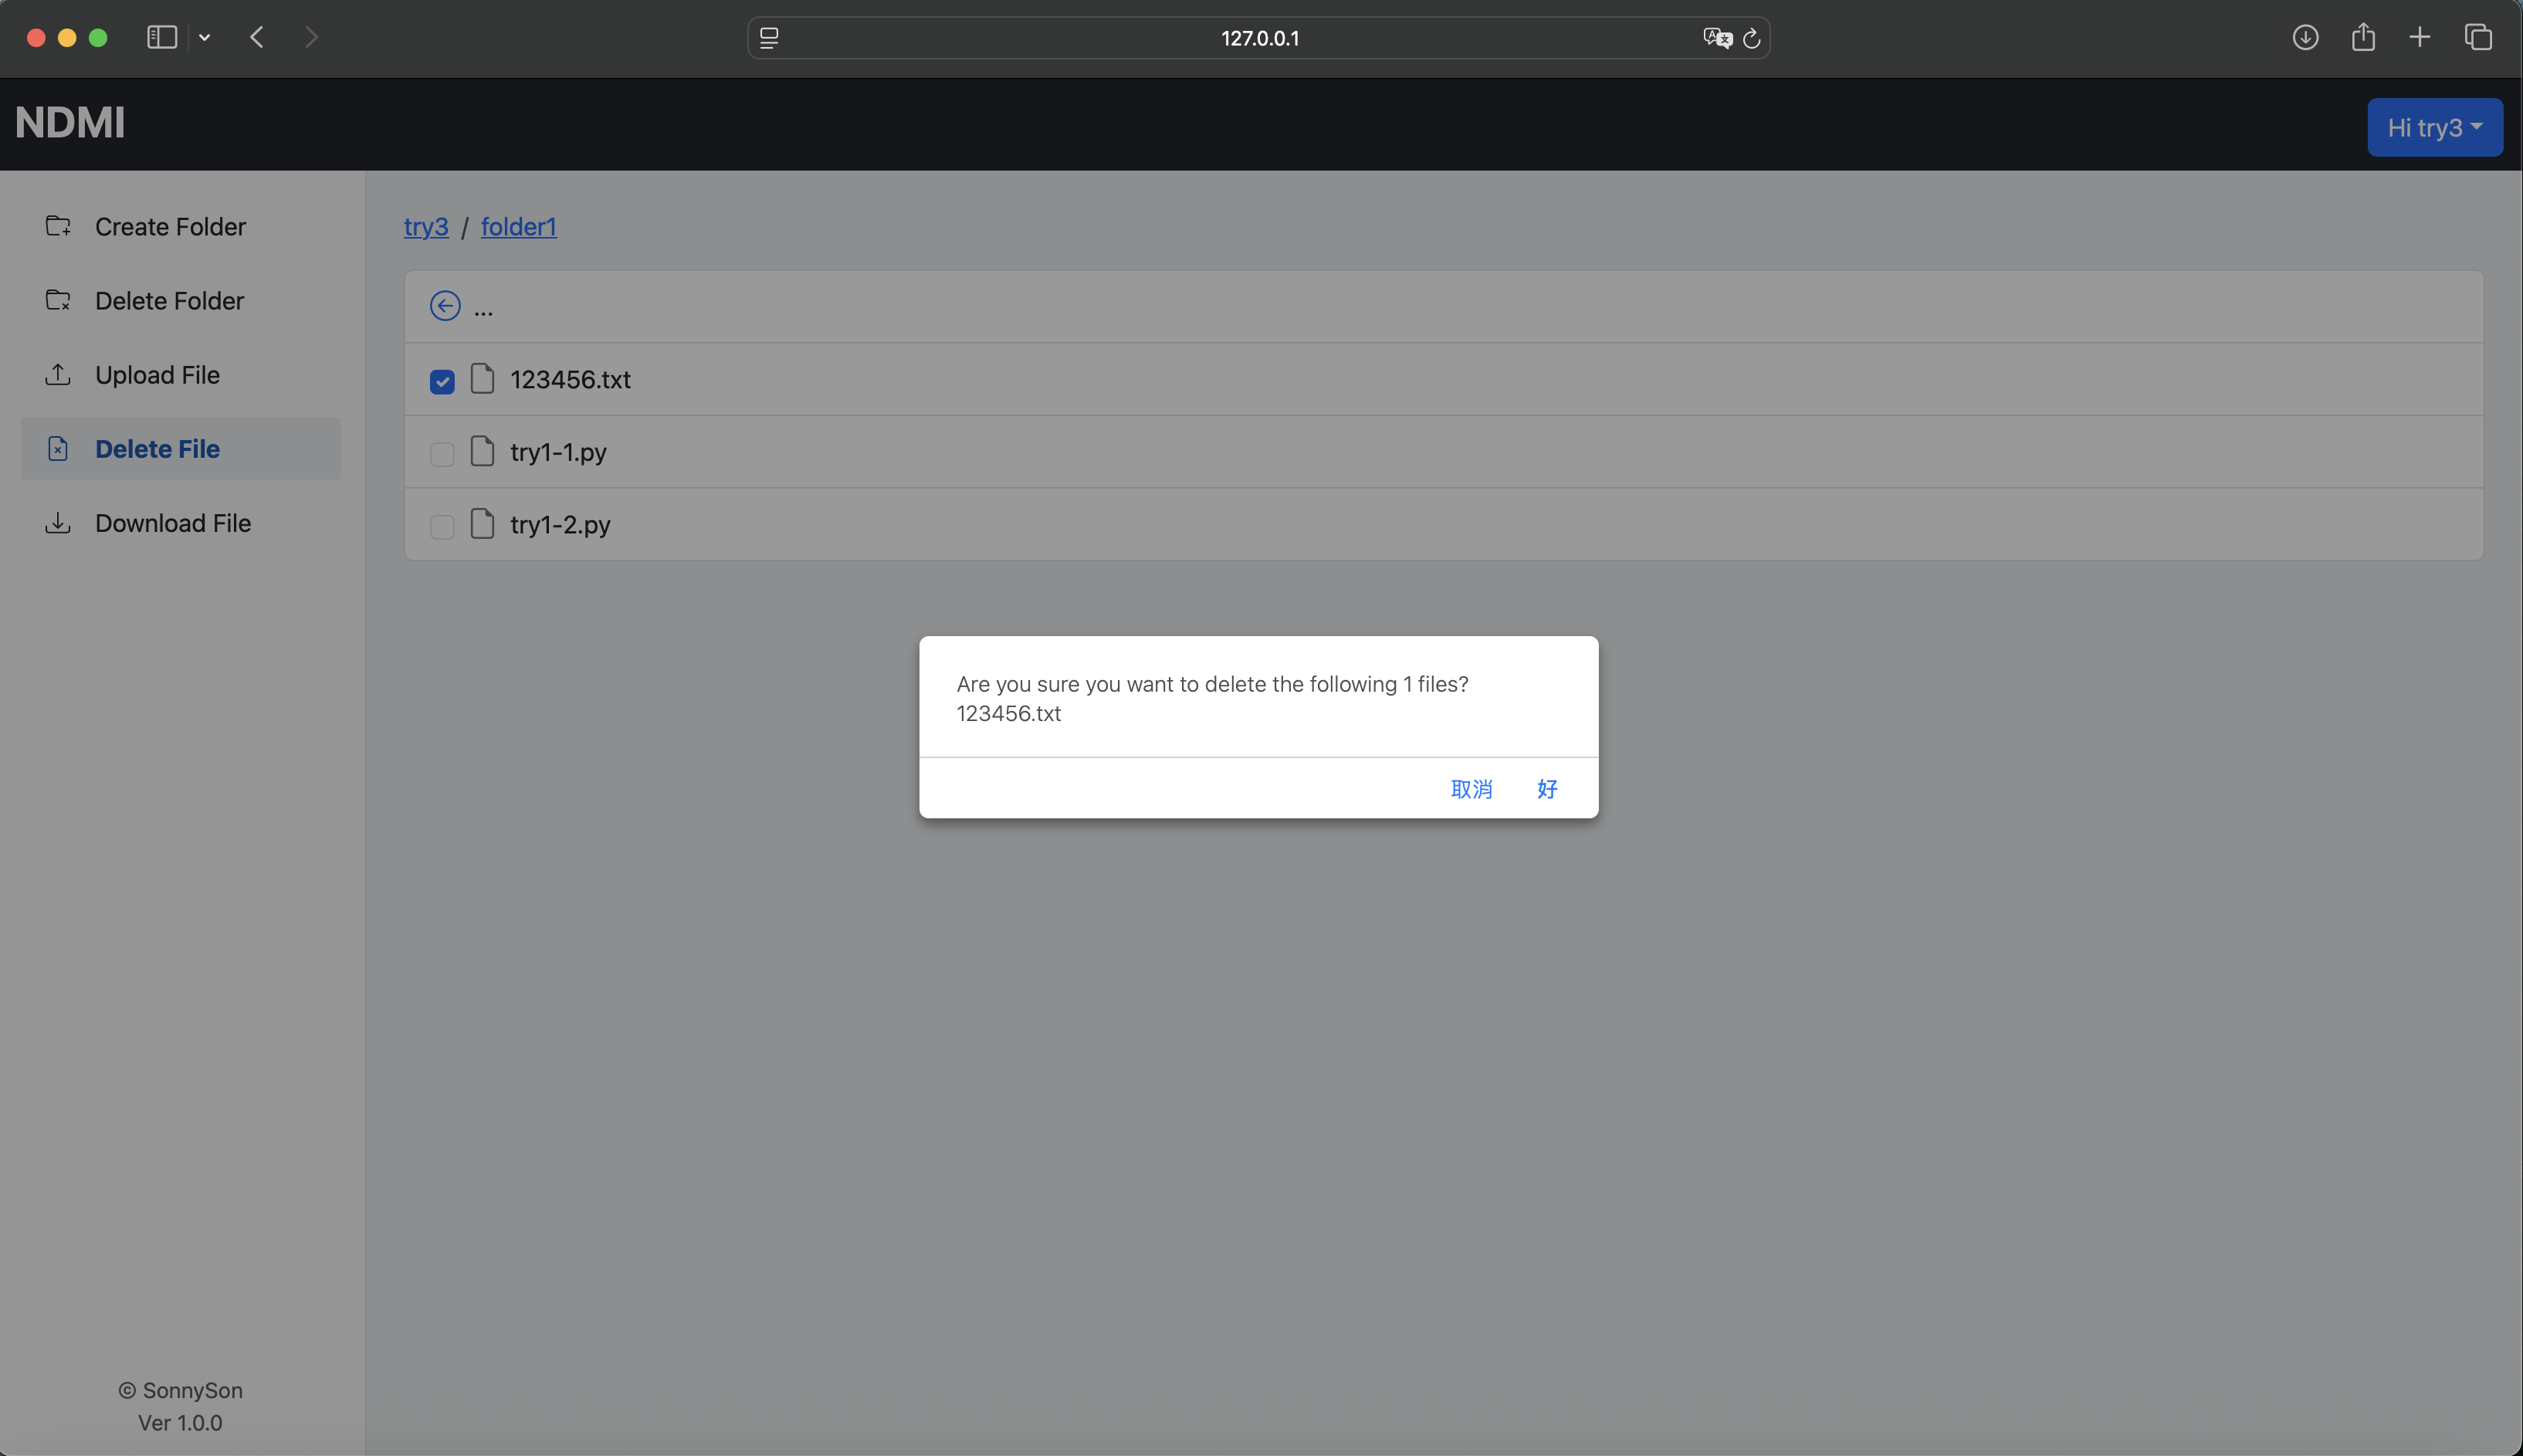 127.0.0.1
NDMI
Hi try3
Create Folder
Delete Folder
Upload File
Delete File
Download File
try3 / folder1
...
123456.txt
try1-1.py
try1-2.py
Are you sure you want to delete the following 1 files?
123456.txt
取消 好
© SonnySon
Ver 1.0.0